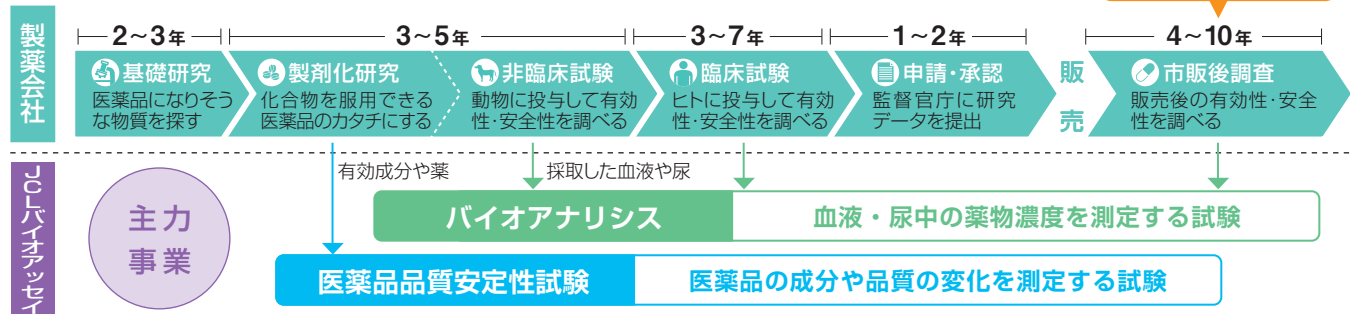 製薬会社
2~3年
3~5年
3~7年
1~2年
4~10年
基礎研究
医薬品になりそう
な物質を探す
製剤化研究
化合物を服用できる
医薬品のカタチにする
非臨床試験
動物に投与して有効
性・安全性を調べる
臨床試験
ヒトに投与して有効
性・安全性を調べる
申請・承認
監督官庁に研究
データを提出
販売
市販後調査
販売後の有効性・安全
性を調べる
JCLバイオアッセイ
主力
事業
有効成分や薬
採取した血液や尿
バイオアナリシス
血液・尿中の薬物濃度を測定する試験
医薬品品質安定性試験
医薬品の成分や品質の変化を測定する試験